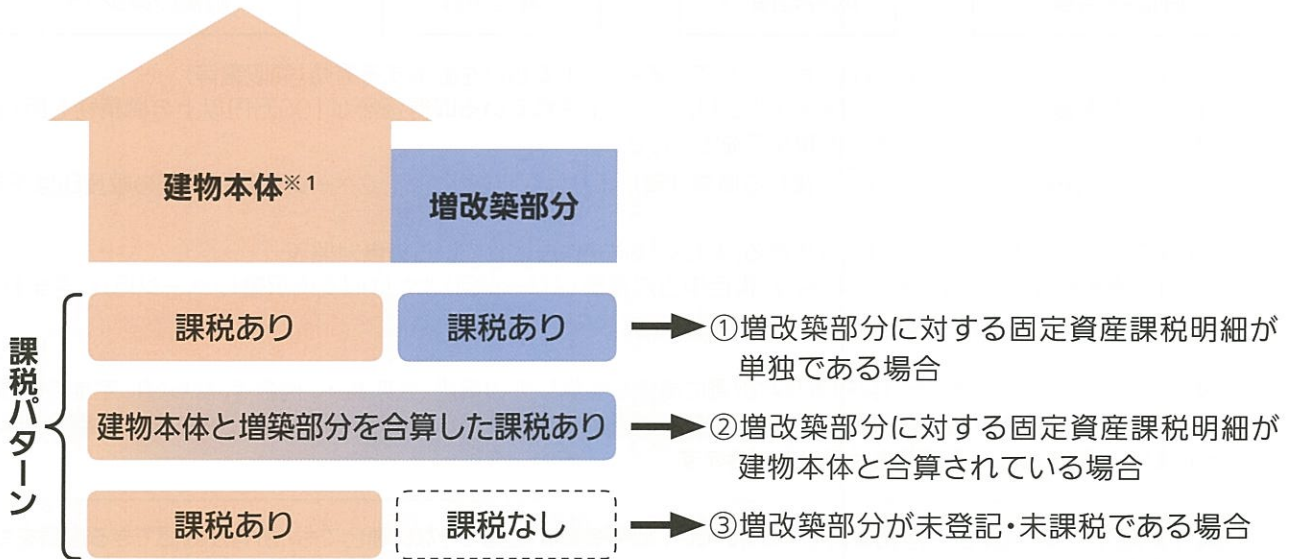 建物本体※1
増改築部分
課税パターン
課税あり
課税あり
①増改築部分に対する固定資産課税明細が
単独である場合
建物本体と増築部分を合算した課税あり
②増改築部分に対する固定資産課税明細が
建物本体と合算されている場合
課税あり
課税なし
③増改築部分が未登記・未課税である場合